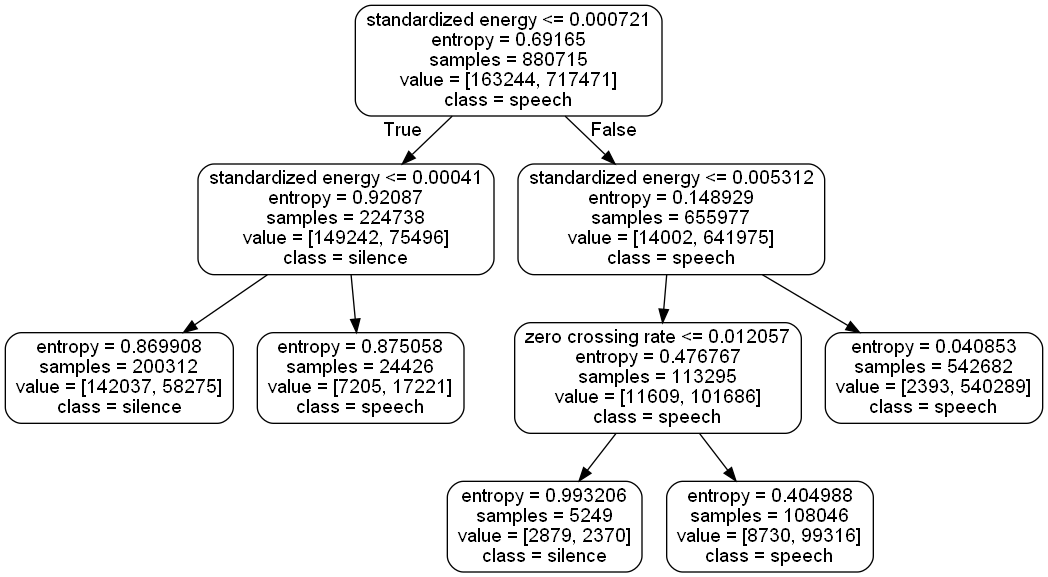 standardized energy <= 0.000721
entropy = 0.69165
samples = 880715
value = [163244, 717471]
class = speech
True
False
standardized energy <= 0.00041
entropy = 0.92087
samples = 224738
value = [149242, 75496]
class = silence
standardized energy <= 0.005312
entropy = 0.148929
samples = 655977
value = [14002, 641975]
class = speech
entropy = 0.869908
samples = 200312
value = [142037, 58275]
class = silence
entropy = 0.875058
samples = 24426
value = [7205, 17221]
class = speech
zero crossing rate <= 0.012057
entropy = 0.476767
samples = 113295
value = [11609, 101686]
class = speech
entropy = 0.040853
samples = 542682
value = [2393, 540289]
class = speech
entropy = 0.993206
samples = 5249
value = [2879, 2370]
class = silence
entropy = 0.404988
samples = 108046
value = [8730, 99316]
class = speech